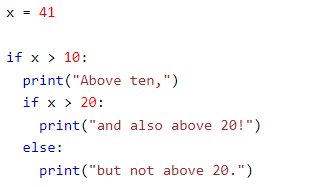 x = 41

if x > 10:
  print("Above ten,")
  if x > 20:
    print("and also above 20!")
  else:
    print("but not above 20.")